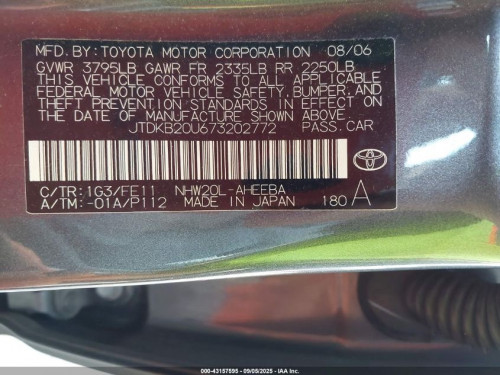 MFD. BY: TOYOTA MOTOR CORPORATION 08/06
GVWR 3795LB GAWR FR 2335LB RR 2250LB
THIS VEHICLE CONFORMS TO ALL APPLICABLE
FEDERAL MOTOR VEHICLE SAFETY, BUMPER, AND
THEFT PREVENTION STANDARDS IN EFFECT ON
THE DATE OF MANUFACTURE SHOWN ABOVE.
JTDKB20U673202772 PASS. CAR
TOYOTA
C/TR: 1G3/FE11 NHW20L-AHEEBA
A/TM: -01A/P112 MADE IN JAPAN 180 A
000-43157595 - 09/05/2025 - IAA Inc.